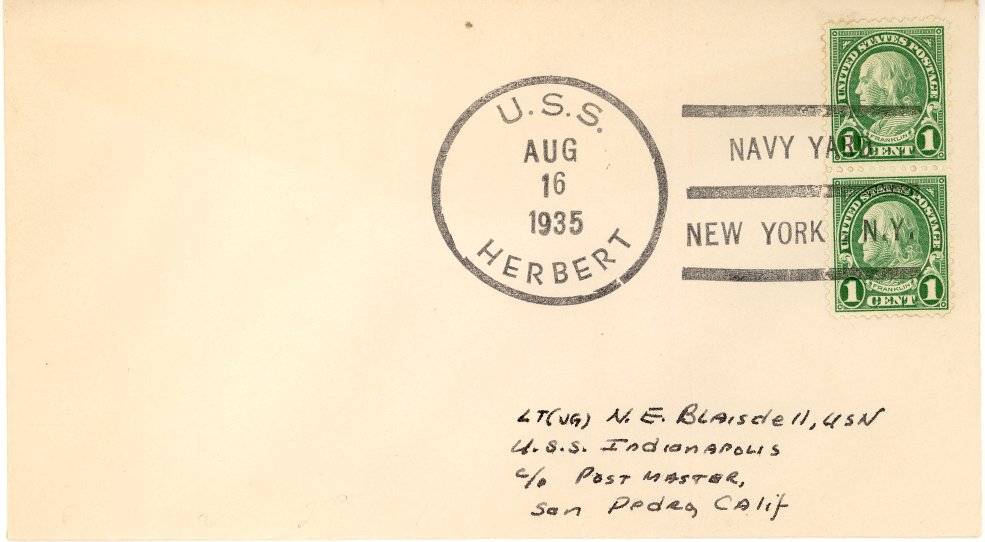 U.S.S.
AUG
16
1935
HERBERT
NAVY YARD
NEW YORK N.Y.
UNITED STATES POSTAGE
FRANKLIN
1 CENT 1
UNITED STATES POSTAGE
FRANKLIN
1 CENT 1
LT(JG) N. E. Blaisdell, USN
U.S.S. Indianapolis
c/o Post Master,
San Pedro, Calif